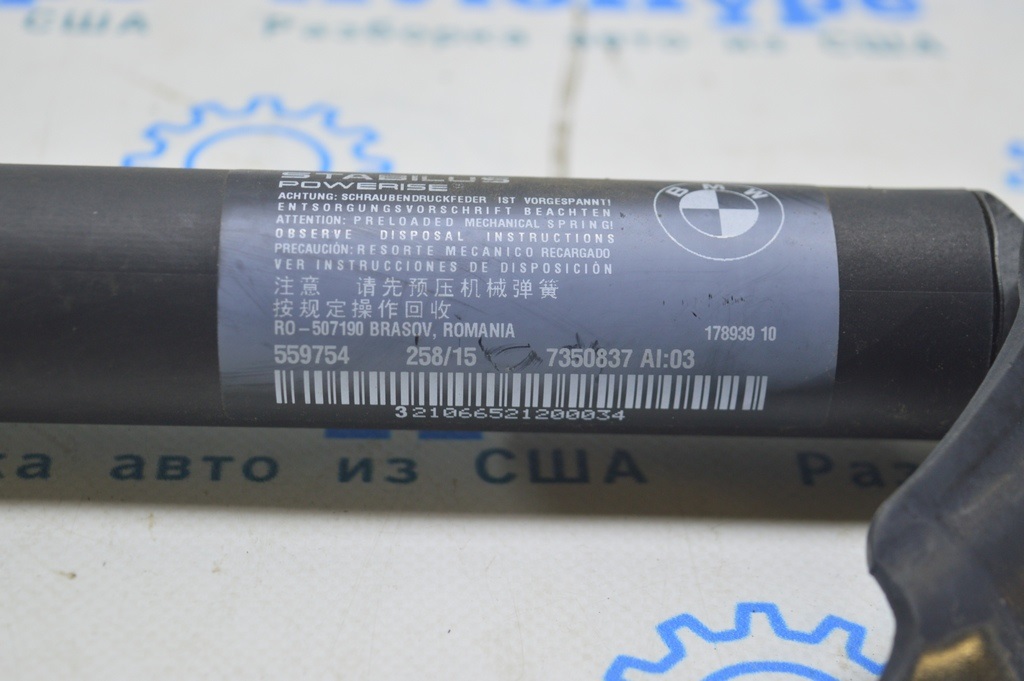 США
Разборка авто из США
STABILUS
POWERISE
BMW
ACHTUNG: SCHRAUBENDRUCKFEDER IST VORGESPANNT!
ENTSORGUNGSVORSCHRIFT BEACHTEN
ATTENTION: PRELOADED MECHANICAL SPRING!
OBSERVE DISPOSAL INSTRUCTIONS
PRECAUCIÓN: RESORTE MECANICO RECARGADO
VER INSTRUCCIONES DE DISPOSICIÓN
注意 请先预压机械弹簧
按规定操作回收
RO-507190 BRASOV, ROMANIA
178939 10
559754 258/15 7350837 AI:03
321066521200034
ка авто из США Раз